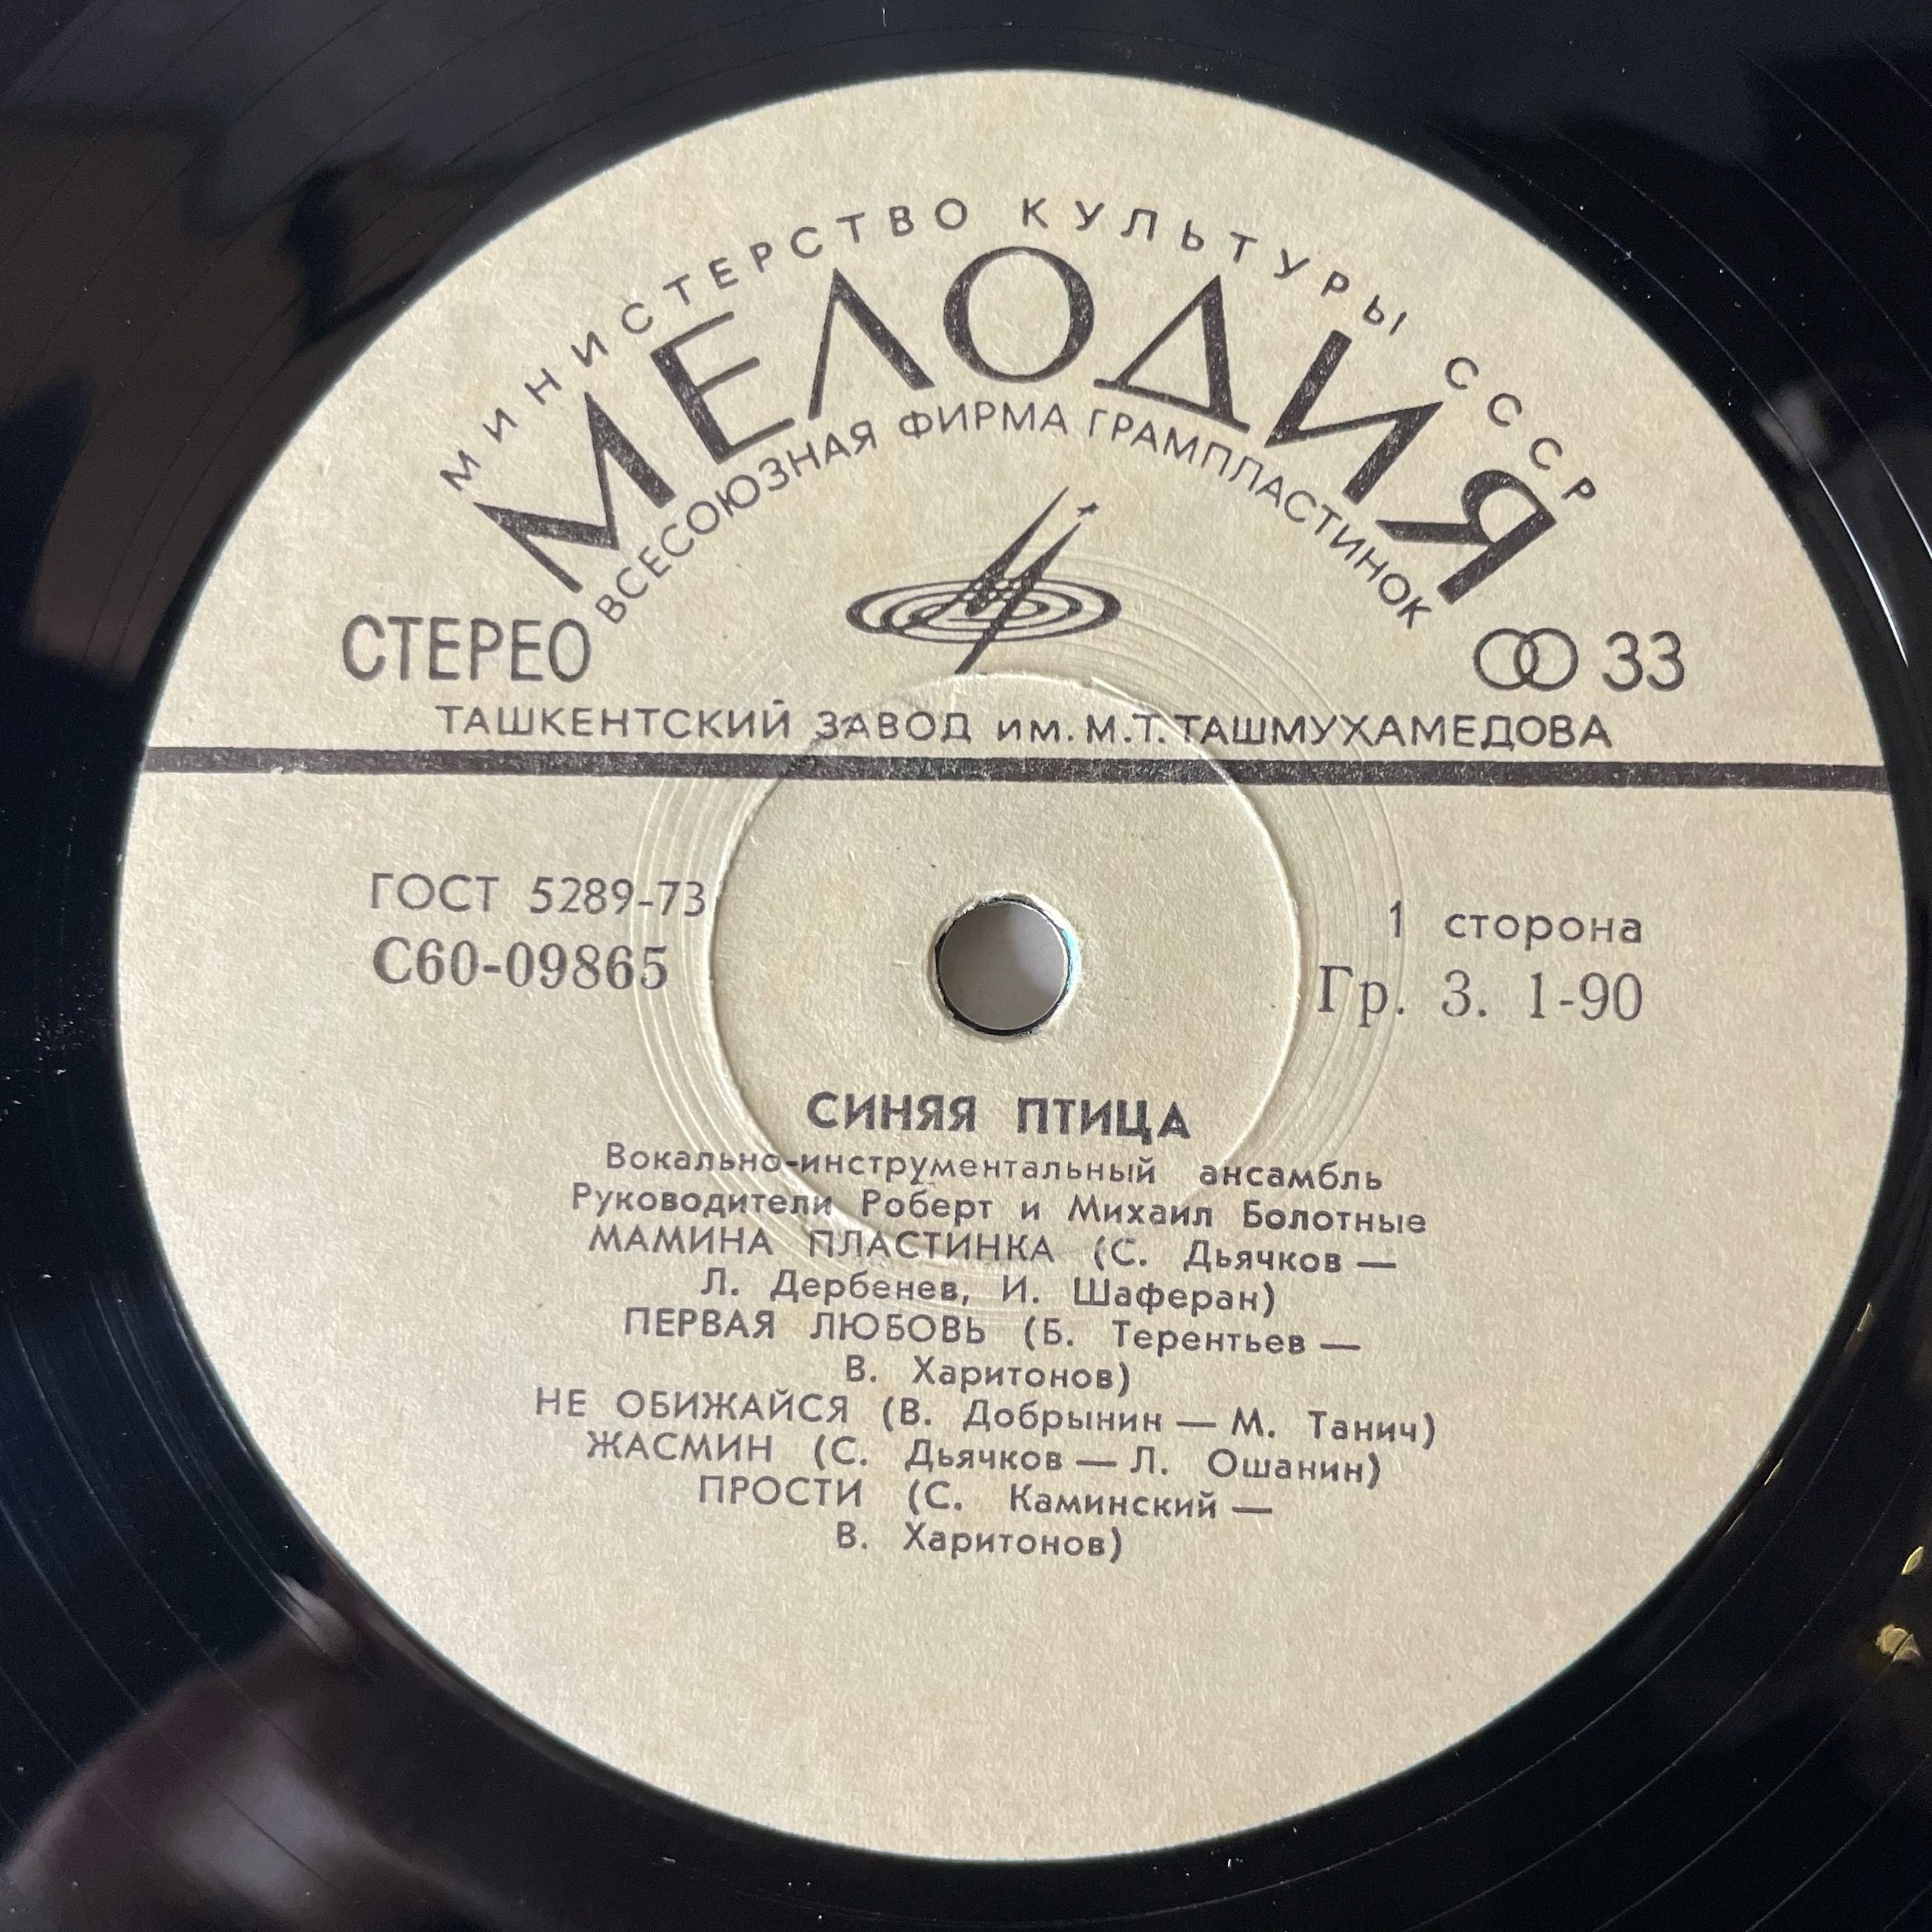 МИНИСТЕРСТВО КУЛЬТУРЫ СССР
МЕЛОДИЯ
ВСЕСОЮЗНАЯ ФИРМА ГРАМПЛАСТИНОК
СТЕРЕО
33
ТАШКЕНТСКИЙ ЗАВОД им. М.Т.ТАШМУХАМЕДОВА
ГОСТ 5289-73
С60-09865
1 сторона
Гр. 3. 1-90
СИНЯЯ ПТИЦА
Вокально-инструментальный ансамбль
Руководители Роберт и Михаил Болотные
МАМИНА ПЛАСТИНКА (С. Дьячков —
Л. Дербенев, И. Шаферан)
ПЕРВАЯ ЛЮБОВЬ (Б. Терентьев —
В. Харитонов)
НЕ ОБИЖАЙСЯ (В. Добрынин — М. Танич)
ЖАСМИН (С. Дьячков — Л. Ошанин)
ПРОСТИ (С. Каминский —
В. Харитонов)